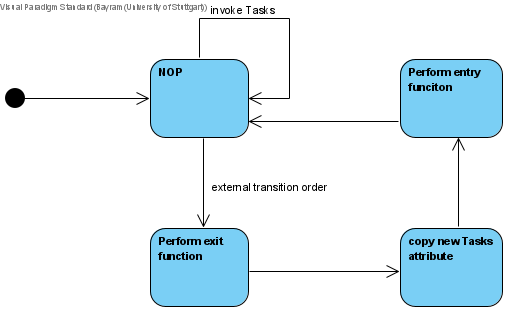 Visual Paradigm Standard (Bayram (University of Stuttgart))
invoke Tasks
NOP
Perform entry
funciton
external transition order
Perform exit
function
copy new Tasks
attribute